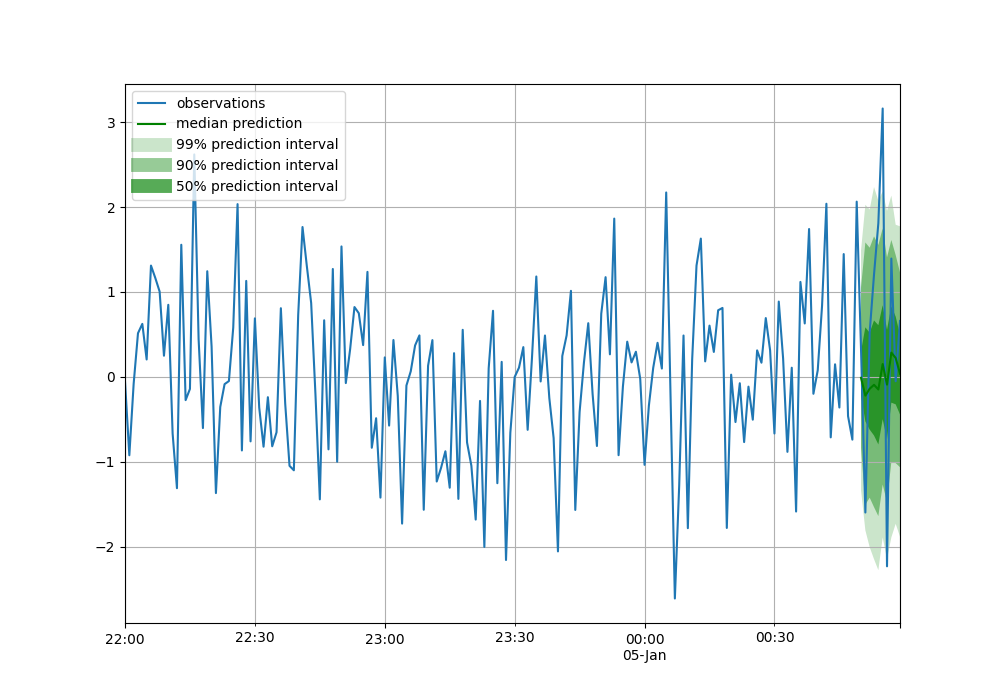 observations
median prediction
99% prediction interval
90% prediction interval
50% prediction interval
3
2
1
0
−1
−2
22:00 22:30 23:00 23:30 00:00 00:30
05-Jan